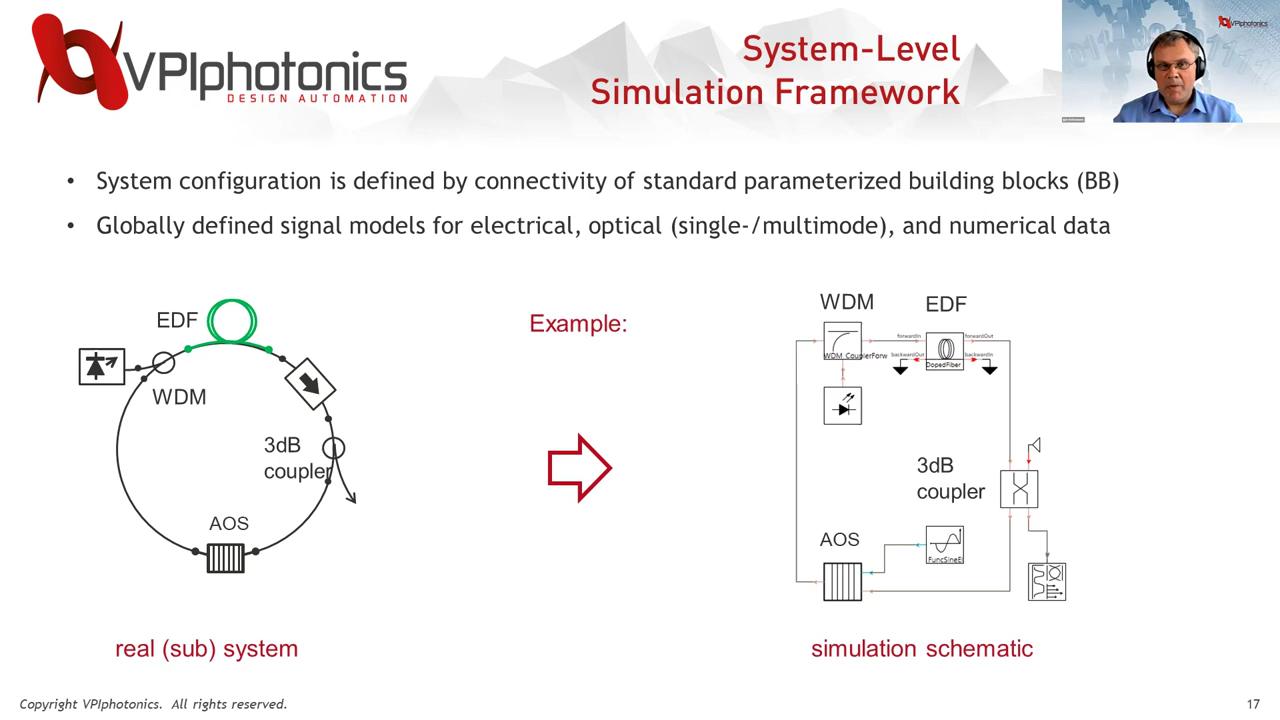 VPIphotonics
DESIGN AUTOMATION
System-Level
Simulation Framework
VPIphotonics
• System configuration is defined by connectivity of standard parameterized building blocks (BB)
• Globally defined signal models for electrical, optical (single-/multimode), and numerical data
EDF
WDM
3dB
coupler
AOS
real (sub) system
Example:
WDM
EDF
forwardIn
forwardOut
WDM_CouplerForw
backwardOut
backwardIn
DopedFiber
3dB
coupler
AOS
FuncSineEl
simulation schematic
Copyright VPIphotonics. All rights reserved.
17